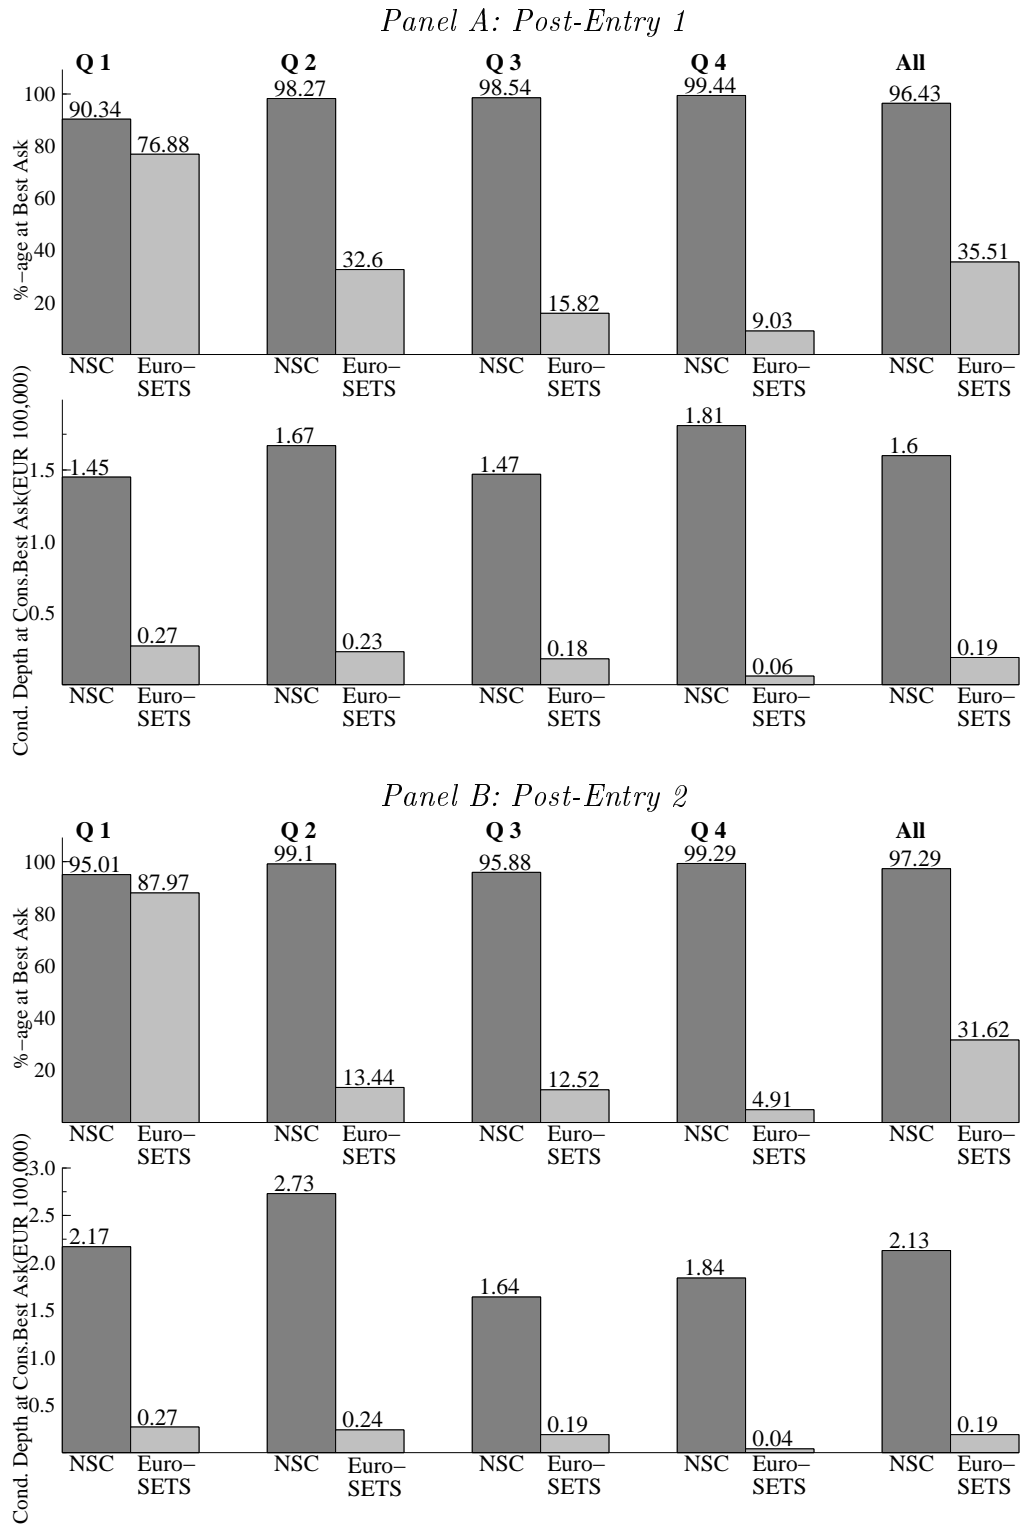 Panel A: Post-Entry 1
Q 1 Q 2 Q 3 Q 4 All
%−age at Best Ask
100
80
60
40
20
90.34 76.88 98.27 32.6 98.54 15.82 99.44 9.03 96.43 35.51
NSC Euro− NSC Euro− NSC Euro− NSC Euro− NSC Euro−
SETS SETS SETS SETS SETS
Cond. Depth at Cons.Best Ask(EUR 100,000)
1.5
1.0
0.5
1.45 0.27 1.67 0.23 1.47 0.18 1.81 0.06 1.6 0.19
NSC Euro− NSC Euro− NSC Euro− NSC Euro− NSC Euro−
SETS SETS SETS SETS SETS
Panel B: Post-Entry 2
Q 1 Q 2 Q 3 Q 4 All
%−age at Best Ask
100
80
60
40
20
95.01 87.97 99.1 13.44 95.88 12.52 99.29 4.91 97.29 31.62
NSC Euro− NSC Euro− NSC Euro− NSC Euro− NSC Euro−
SETS SETS SETS SETS SETS
Cond. Depth at Cons.Best Ask(EUR 100,000)
3.0
2.5
2.0
1.5
1.0
0.5
2.17 0.27 2.73 0.24 1.64 0.19 1.84 0.04 2.13 0.19
NSC Euro− NSC Euro− NSC Euro− NSC Euro− NSC Euro−
SETS SETS SETS SETS SETS